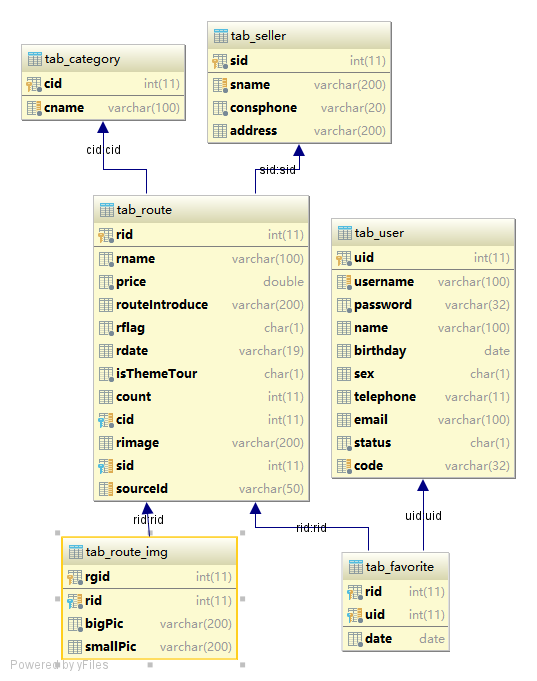 tab_category
cid int(11)
cname varchar(100)
tab_seller
sid int(11)
sname varchar(200)
consphone varchar(20)
address varchar(200)
cid:cid
sid:sid
tab_route
rid int(11)
rname varchar(100)
price double
routeIntroduce varchar(200)
rflag char(1)
rdate varchar(19)
isThemeTour char(1)
count int(11)
cid int(11)
rimage varchar(200)
sid int(11)
sourceId varchar(50)
tab_user
uid int(11)
username varchar(100)
password varchar(32)
name varchar(100)
birthday date
sex char(1)
telephone varchar(11)
email varchar(100)
status char(1)
code varchar(32)
rid:rid
rid:rid
uid:uid
tab_route_img
rgid int(11)
rid int(11)
bigPic varchar(200)
smallPic varchar(200)
tab_favorite
rid int(11)
uid int(11)
date date
Powered by yFiles